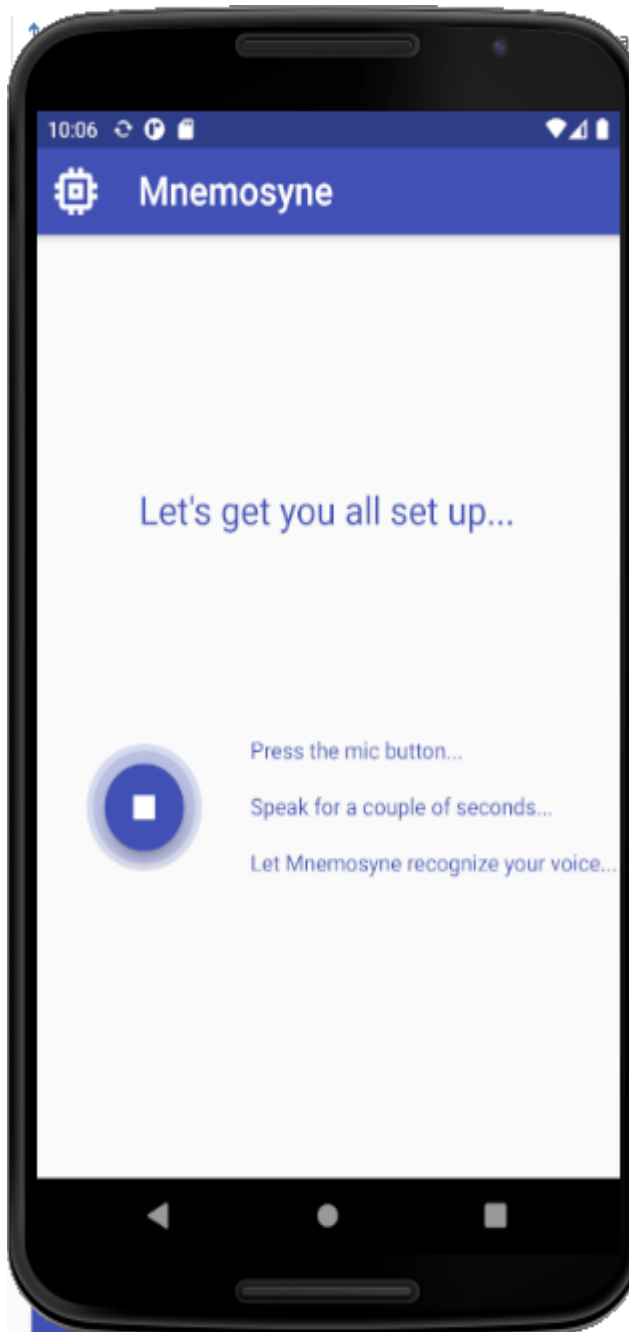 10:06
Mnemosyne
Let's get you all set up...
Press the mic button...
Speak for a couple of seconds...
Let Mnemosyne recognize your voice...